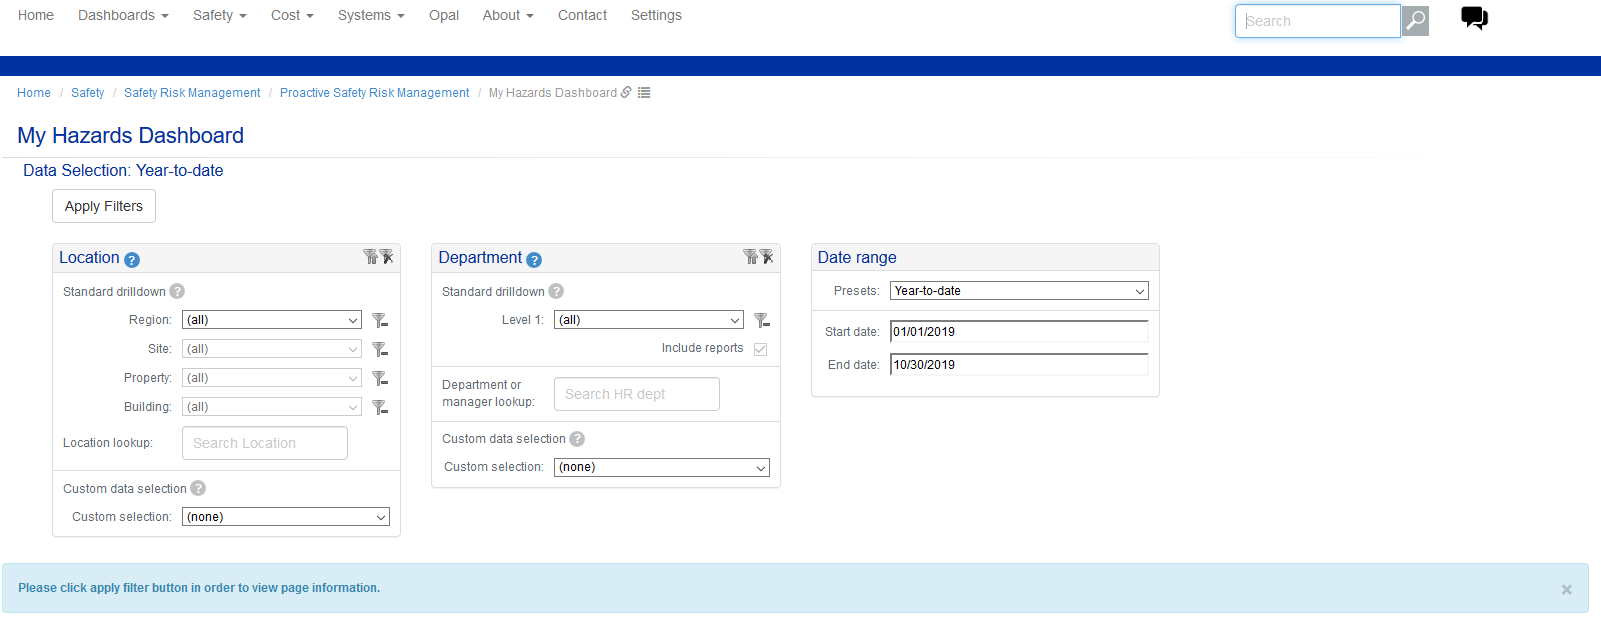 Home Dashboards Safety Cost Systems Opal About Contact Settings Search
Home / Safety / Safety Risk Management / Proactive Safety Risk Management / My Hazards Dashboard
My Hazards Dashboard
Data Selection: Year-to-date
Apply Filters
Location ?
Standard drilldown ?
Region: (all)
Site: (all)
Property: (all)
Building: (all)
Location lookup: Search Location
Custom data selection ?
Custom selection: (none)
Department ?
Standard drilldown ?
Level 1: (all)
Include reports
Department or
manager lookup: Search HR dept
Custom data selection ?
Custom selection: (none)
Date range
Presets: Year-to-date
Start date: 01/01/2019
End date: 10/30/2019
Please click apply filter button in order to view page information. ×